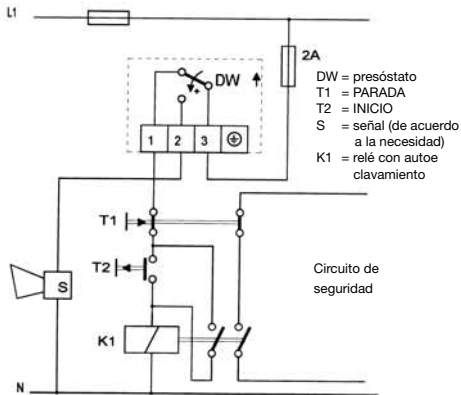 L1
2A
DW
DW = presóstato
T1 = PARADA
T2 = INICIO
S = señal (de acuerdo
a la necesidad)
K1 = relé con autoe
clavamiento
1 2 3
T1
T2
Circuito de
seguridad
S
K1
N